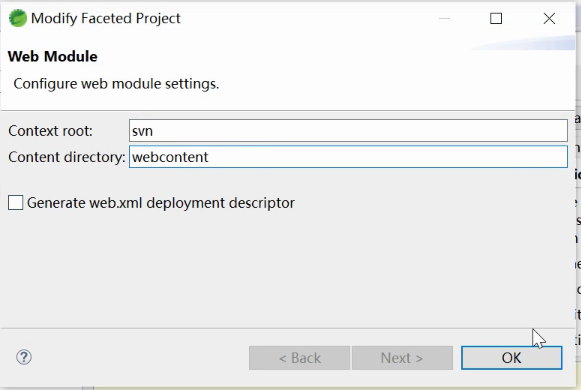 Modify Faceted Project
Web Module
Configure web module settings.
Context root: svn
Content directory: webcontent
Generate web.xml deployment descriptor
? < Back Next > OK